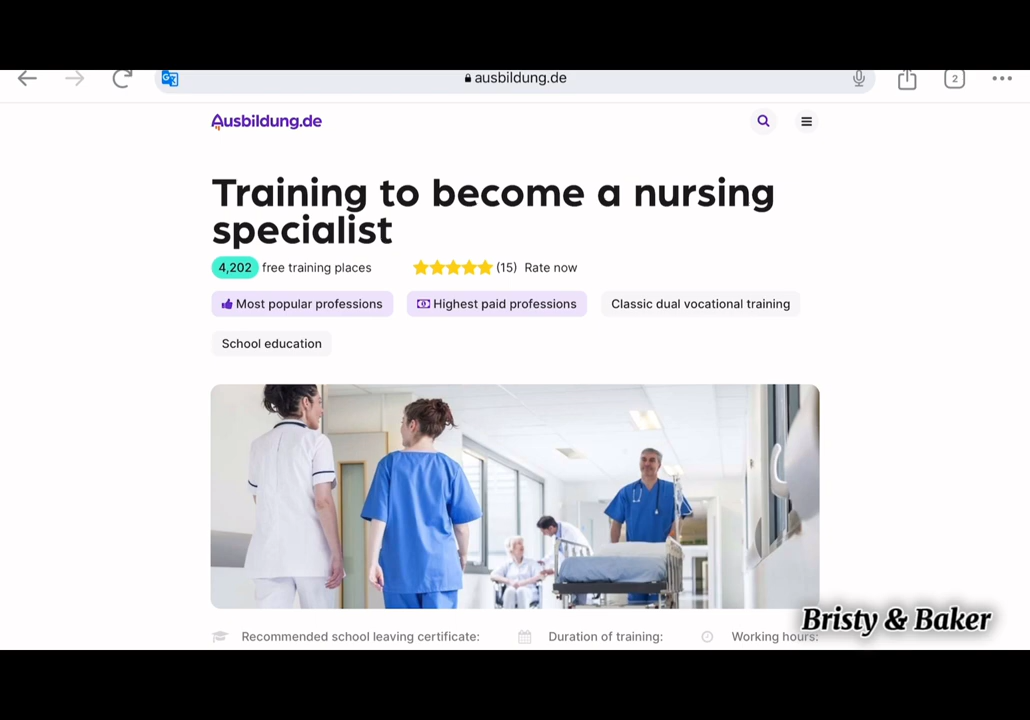 ausbildung.de
2
Ausbildung.de
Training to become a nursing
specialist
4,202 free training places (15) Rate now
Most popular professions Highest paid professions Classic dual vocational training
School education
Bristy & Baker
Recommended school leaving certificate: Duration of training: Working hours: